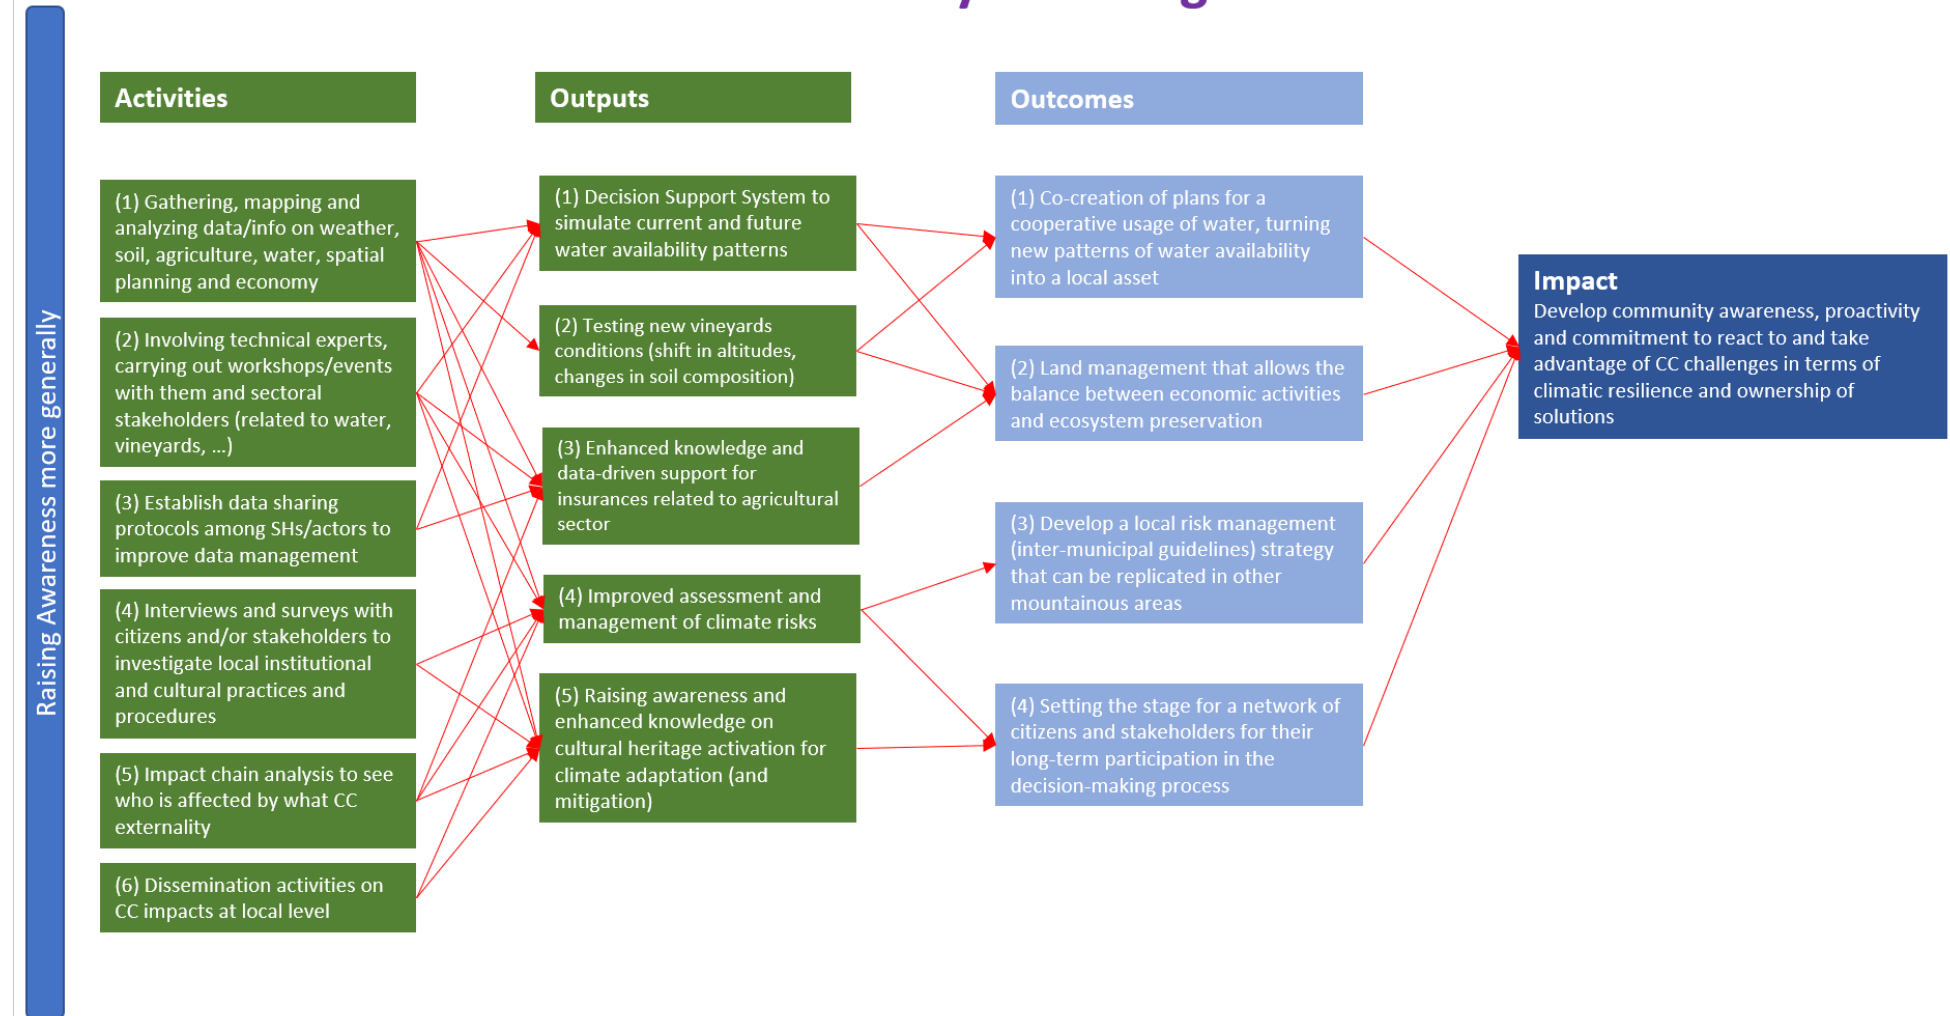 Raising Awareness more generally
Activities
(1) Gathering, mapping and
analyzing data/info on weather,
soil, agriculture, water, spatial
planning and economy
(2) Involving technical experts,
carrying out workshops/events
with them and sectoral
stakeholders (related to water,
vineyards, …)
(3) Establish data sharing
protocols among SHs/actors to
improve data management
(4) Interviews and surveys with
citizens and/or stakeholders to
investigate local institutional
and cultural practices and
procedures
(5) Impact chain analysis to see
who is affected by what CC
externality
(6) Dissemination activities on
CC impacts at local level
Outputs
(1) Decision Support System to
simulate current and future
water availability patterns
(2) Testing new vineyards
conditions (shift in altitudes,
changes in soil composition)
(3) Enhanced knowledge and
data-driven support for
insurances related to agricultural
sector
(4) Improved assessment and
management of climate risks
(5) Raising awareness and
enhanced knowledge on
cultural heritage activation for
climate adaptation (and
mitigation)
Outcomes
(1) Co-creation of plans for a
cooperative usage of water, turning
new patterns of water availability
into a local asset
(2) Land management that allows the
balance between economic activities
and ecosystem preservation
(3) Develop a local risk management
(inter-municipal guidelines) strategy
that can be replicated in other
mountainous areas
(4) Setting the stage for a network of
citizens and stakeholders for their
long-term participation in the
decision-making process
Impact
Develop community awareness, proactivity
and commitment to react to and take
advantage of CC challenges in terms of
climatic resilience and ownership of
solutions